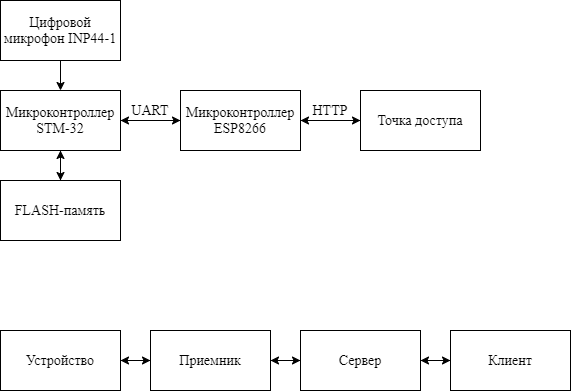 Цифровой
микрофон INP44-1
Микроконтроллер
STM-32
UART
Микроконтроллер
ESP8266
HTTP
Точка доступа
FLASH-память
Устройство
Приемник
Сервер
Клиент